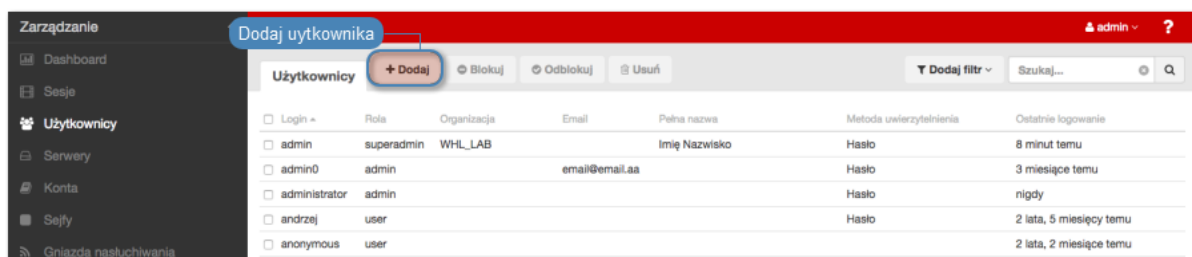 Zarządzanie
admin
?
Dodaj uytkownika
Dashboard
Sesje
Użytkownicy
Serwery
Konta
Sejfy
Gniazda nasłuchiwania
Użytkownicy
+ Dodaj
Blokuj
Odblokuj
Usuń
Dodaj filtr
Szukaj...
Login Rola Organizacja Email Pełna nazwa Metoda uwierzytelnienia Ostatnie logowanie
admin superadmin WHL_LAB Imię Nazwisko Hasło 8 minut temu
admin0 admin email@email.aa Hasło 3 miesiące temu
administrator admin Hasło nigdy
andrzej user Hasło 2 lata, 5 miesięcy temu
anonymous user 2 lata, 2 miesiące temu